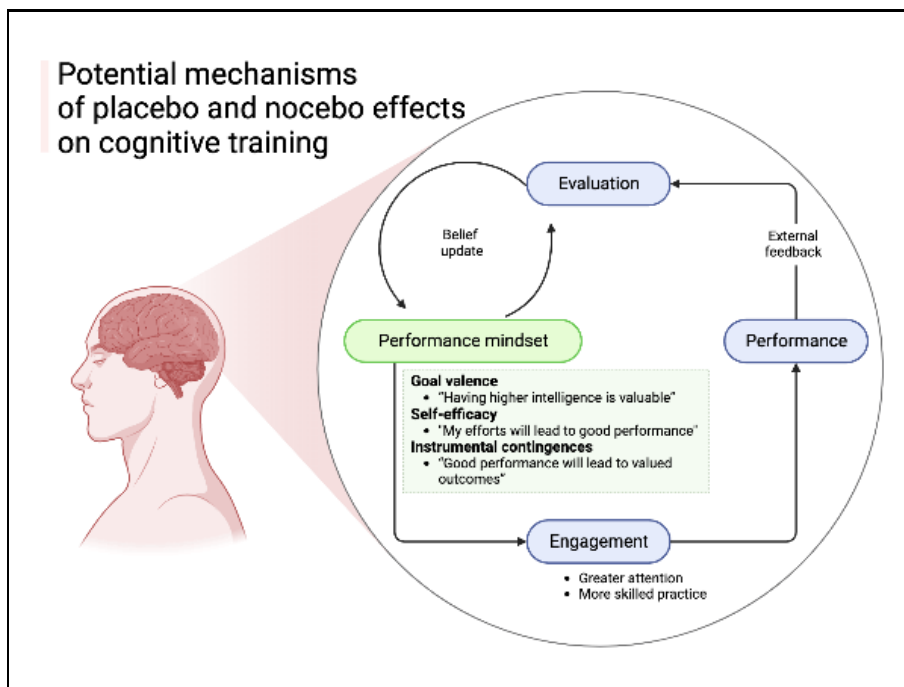 Potential mechanisms
of placebo and nocebo effects
on cognitive training
Evaluation
Belief
update
External
feedback
Performance mindset
Performance
Goal valence
• "Having higher intelligence is valuable"
Self-efficacy
• "My efforts will lead to good performance"
Instrumental contingences
• "Good performance will lead to valued
outcomes"
Engagement
• Greater attention
• More skilled practice